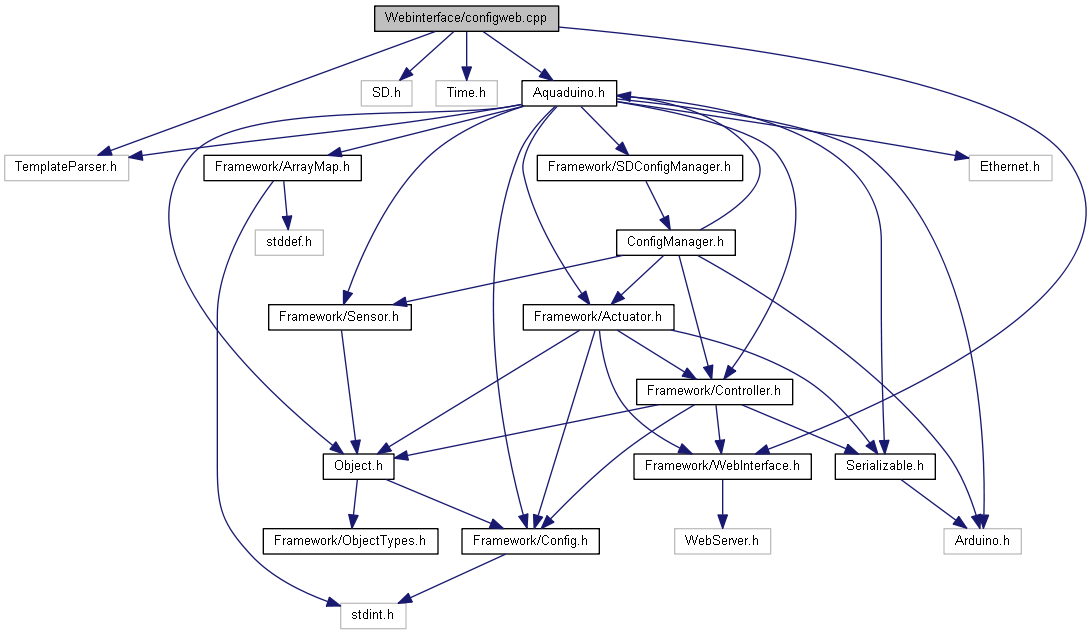 Webinterface/configweb.cpp
SD.h
Time.h
Aquaduino.h
TemplateParser.h
Framework/ArrayMap.h
Framework/SDConfigManager.h
Ethernet.h
stddef.h
ConfigManager.h
Framework/Sensor.h
Framework/Actuator.h
Framework/Controller.h
Object.h
Framework/WebInterface.h
Serializable.h
Framework/ObjectTypes.h
Framework/Config.h
WebServer.h
Arduino.h
stdint.h